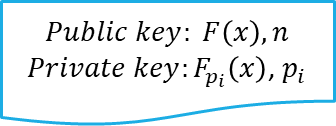 Public key: F(x), n
Private key: F_{p_i}(x), p_i